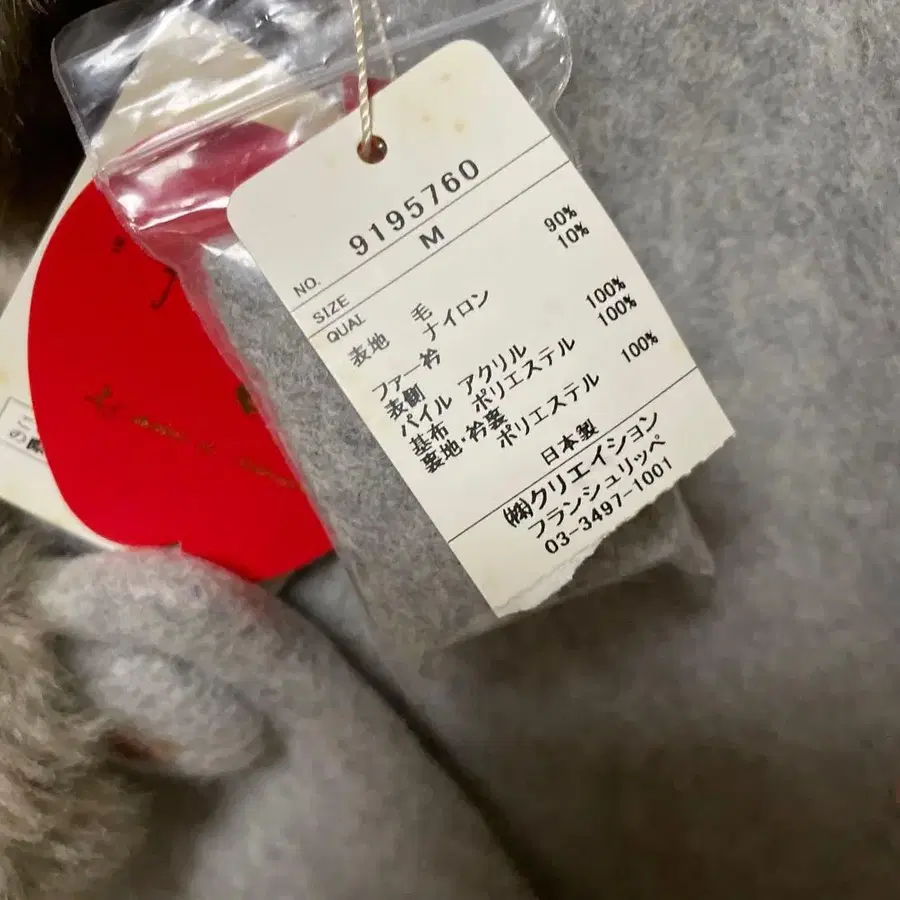 NO. 9195760
SIZE M
QUAL
表地 毛 90%
ナイロン 10%
ファー衿
表側
パイル アクリル 100%
基布 ポリエステル 100%
裏地・衿裏
ポリエステル 100%
日本製
㈱クリエイション
フランシュリッペ
03-3497-1001